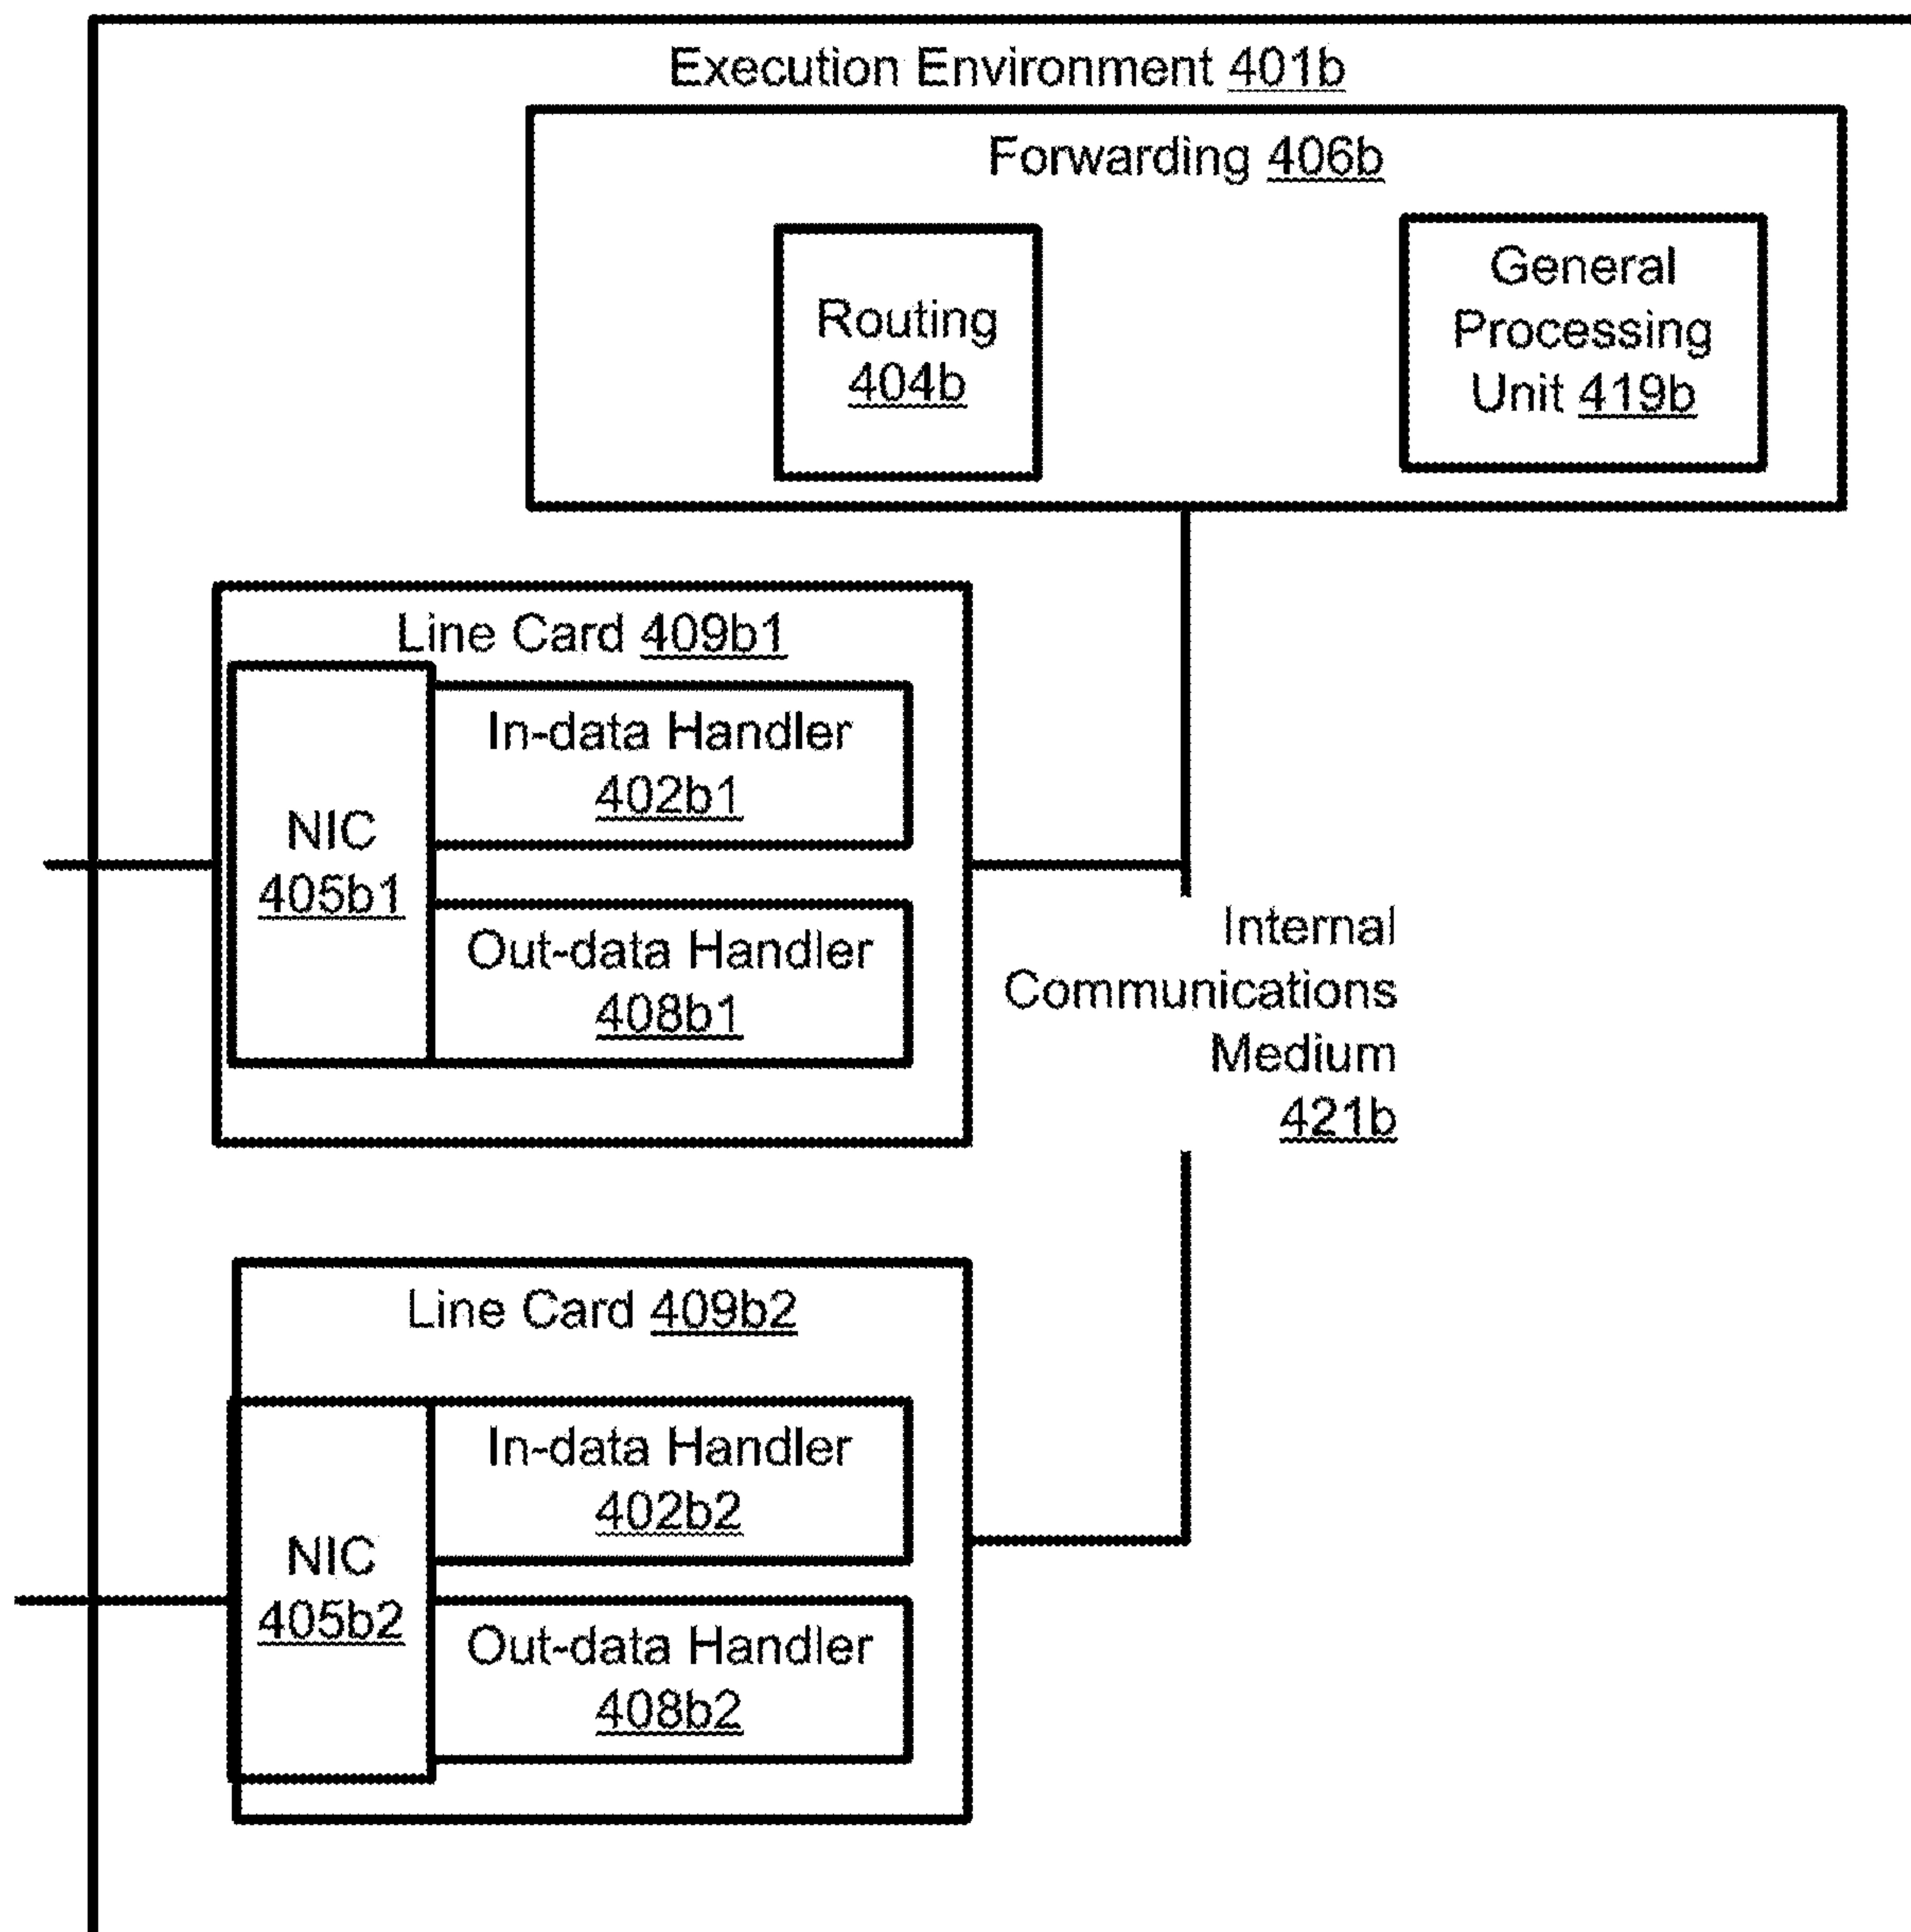 Execution Environment 401b
Forwarding 406b
Routing
404b
General
Processing
Unit 419b
Line Card 409b1
NIC
405b1
In-data Handler
402b1
Out-data Handler
408b1
Internal
Communications
Medium
421b
Line Card 409b2
NIC
405b2
In-data Handler
402b2
Out-data Handler
408b2